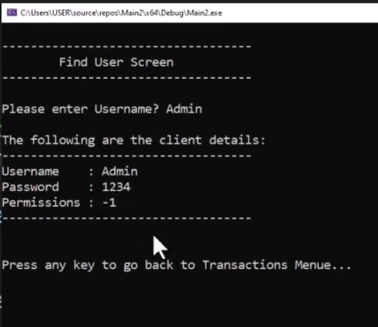 C:\Users\USER\source\repos\Main2\x64\Debug\Main2.exe
-----------------------------------
Find User Screen
-----------------------------------
Please enter Username? Admin
The following are the client details:
-----------------------------------
Username : Admin
Password : 1234
Permissions : -1
-----------------------------------
Press any key to go back to Transactions Menue...